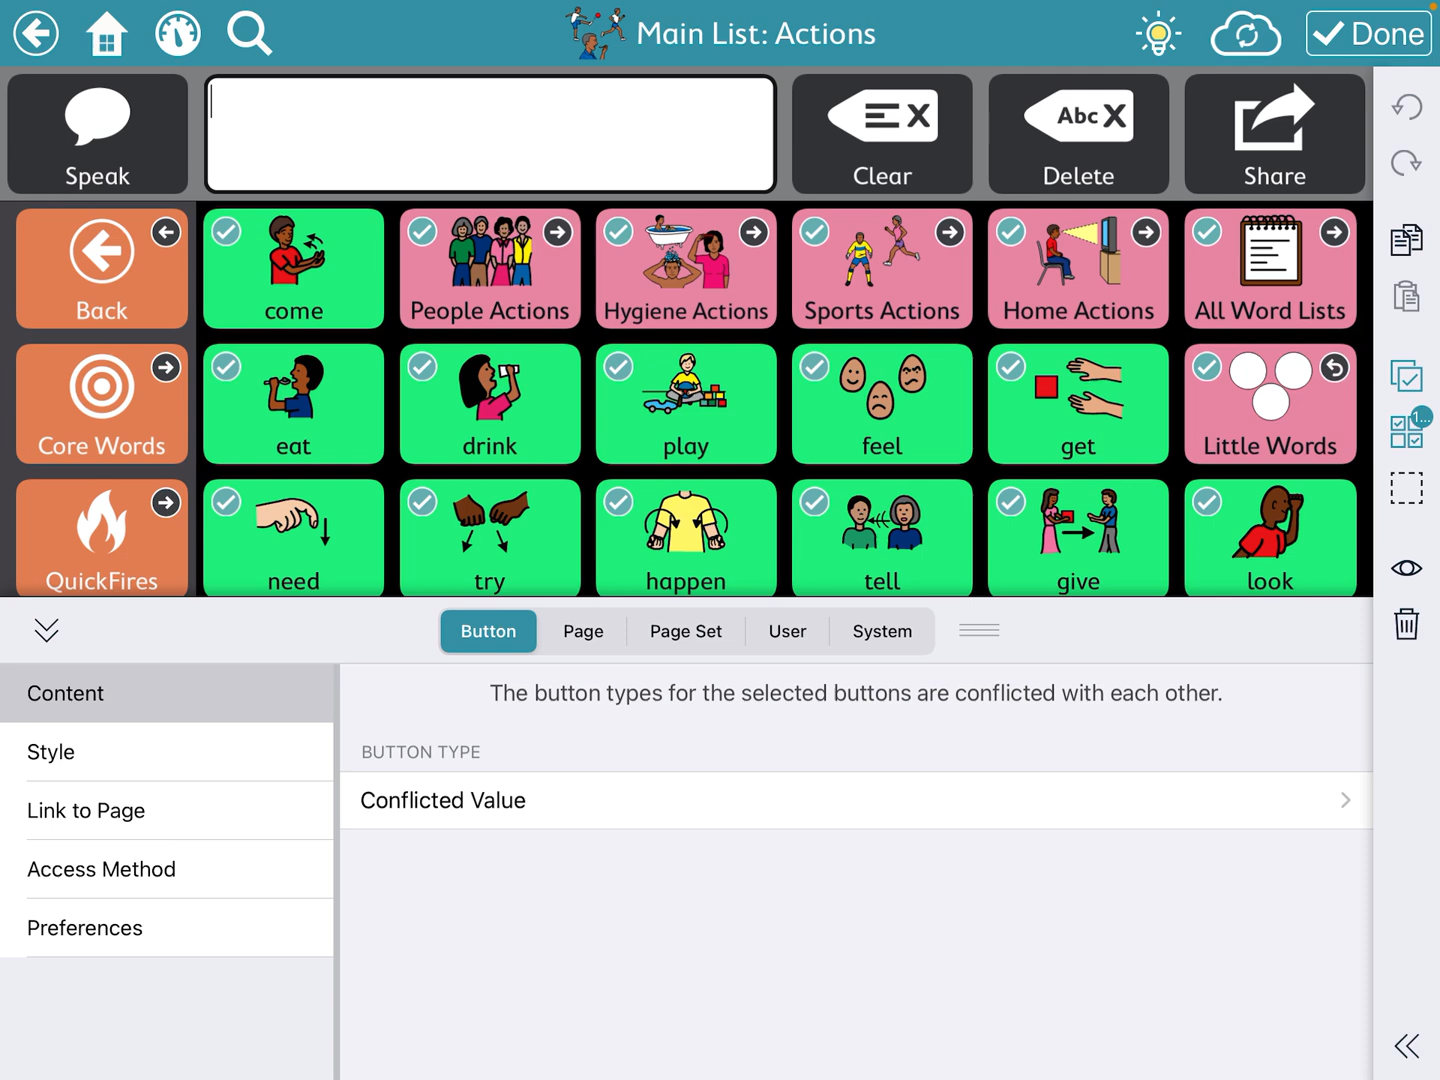 Main List: Actions
Done
Speak
Clear
Abc X
Delete
Share
Back
come
People Actions
Hygiene Actions
Sports Actions
Home Actions
All Word Lists
Core Words
eat
drink
play
feel
get
Little Words
1...
QuickFires
need
try
happen
tell
give
look
Button
Page
Page Set
User
System
Content
Style
Link to Page
Access Method
Preferences
The button types for the selected buttons are conflicted with each other.
BUTTON TYPE
Conflicted Value